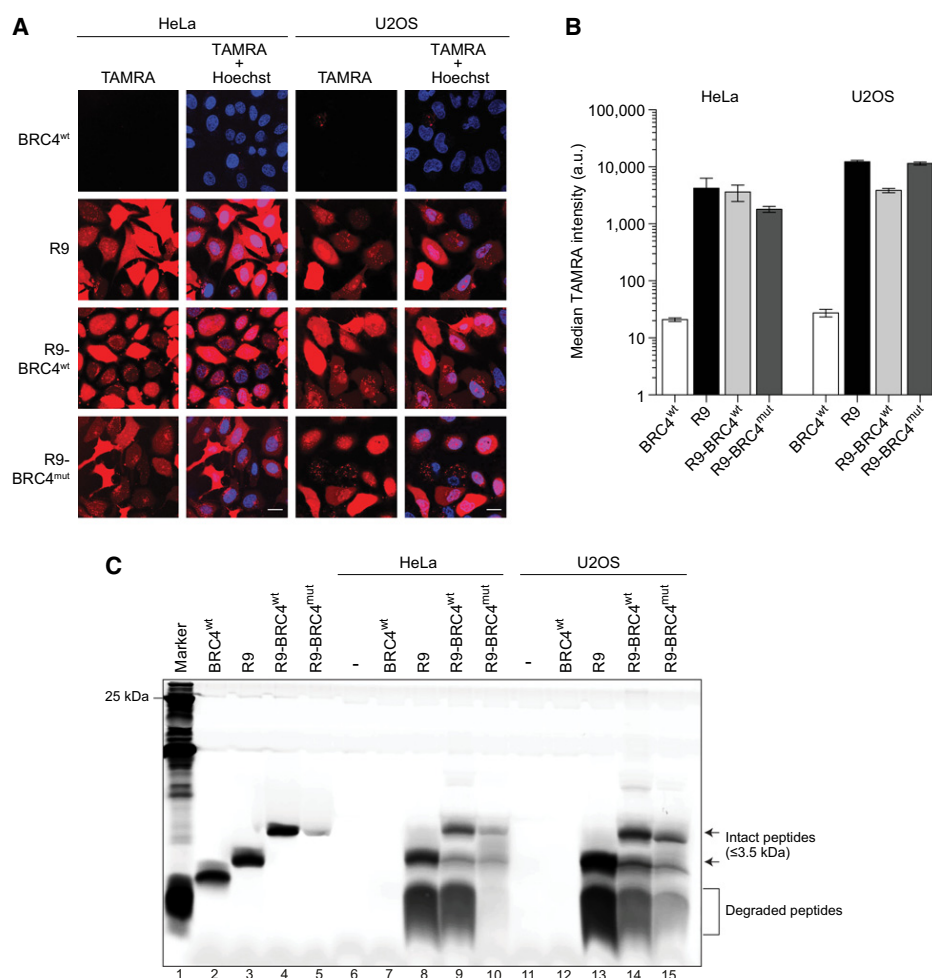 A
HeLa
U2OS
TAMRA
TAMRA
+
Hoechst
TAMRA
TAMRA
+
Hoechst
BRC4wt
R9
R9-
BRC4wt
R9-
BRC4mut
B
HeLa
U2OS
Median TAMRA intensity (a.u.)
100,000
10,000
1,000
100
10
1
BRC4wt
R9
R9-BRC4wt
R9-BRC4mut
BRC4wt
R9
R9-BRC4wt
R9-BRC4mut
C
HeLa
U2OS
Marker
BRC4wt
R9
R9-BRC4wt
R9-BRC4mut
-
BRC4wt
R9
R9-BRC4wt
R9-BRC4mut
-
BRC4wt
R9
R9-BRC4wt
R9-BRC4mut
25 kDa
Intact peptides
(≤3.5 kDa)
Degraded peptides
1 2 3 4 5 6 7 8 9 10 11 12 13 14 15